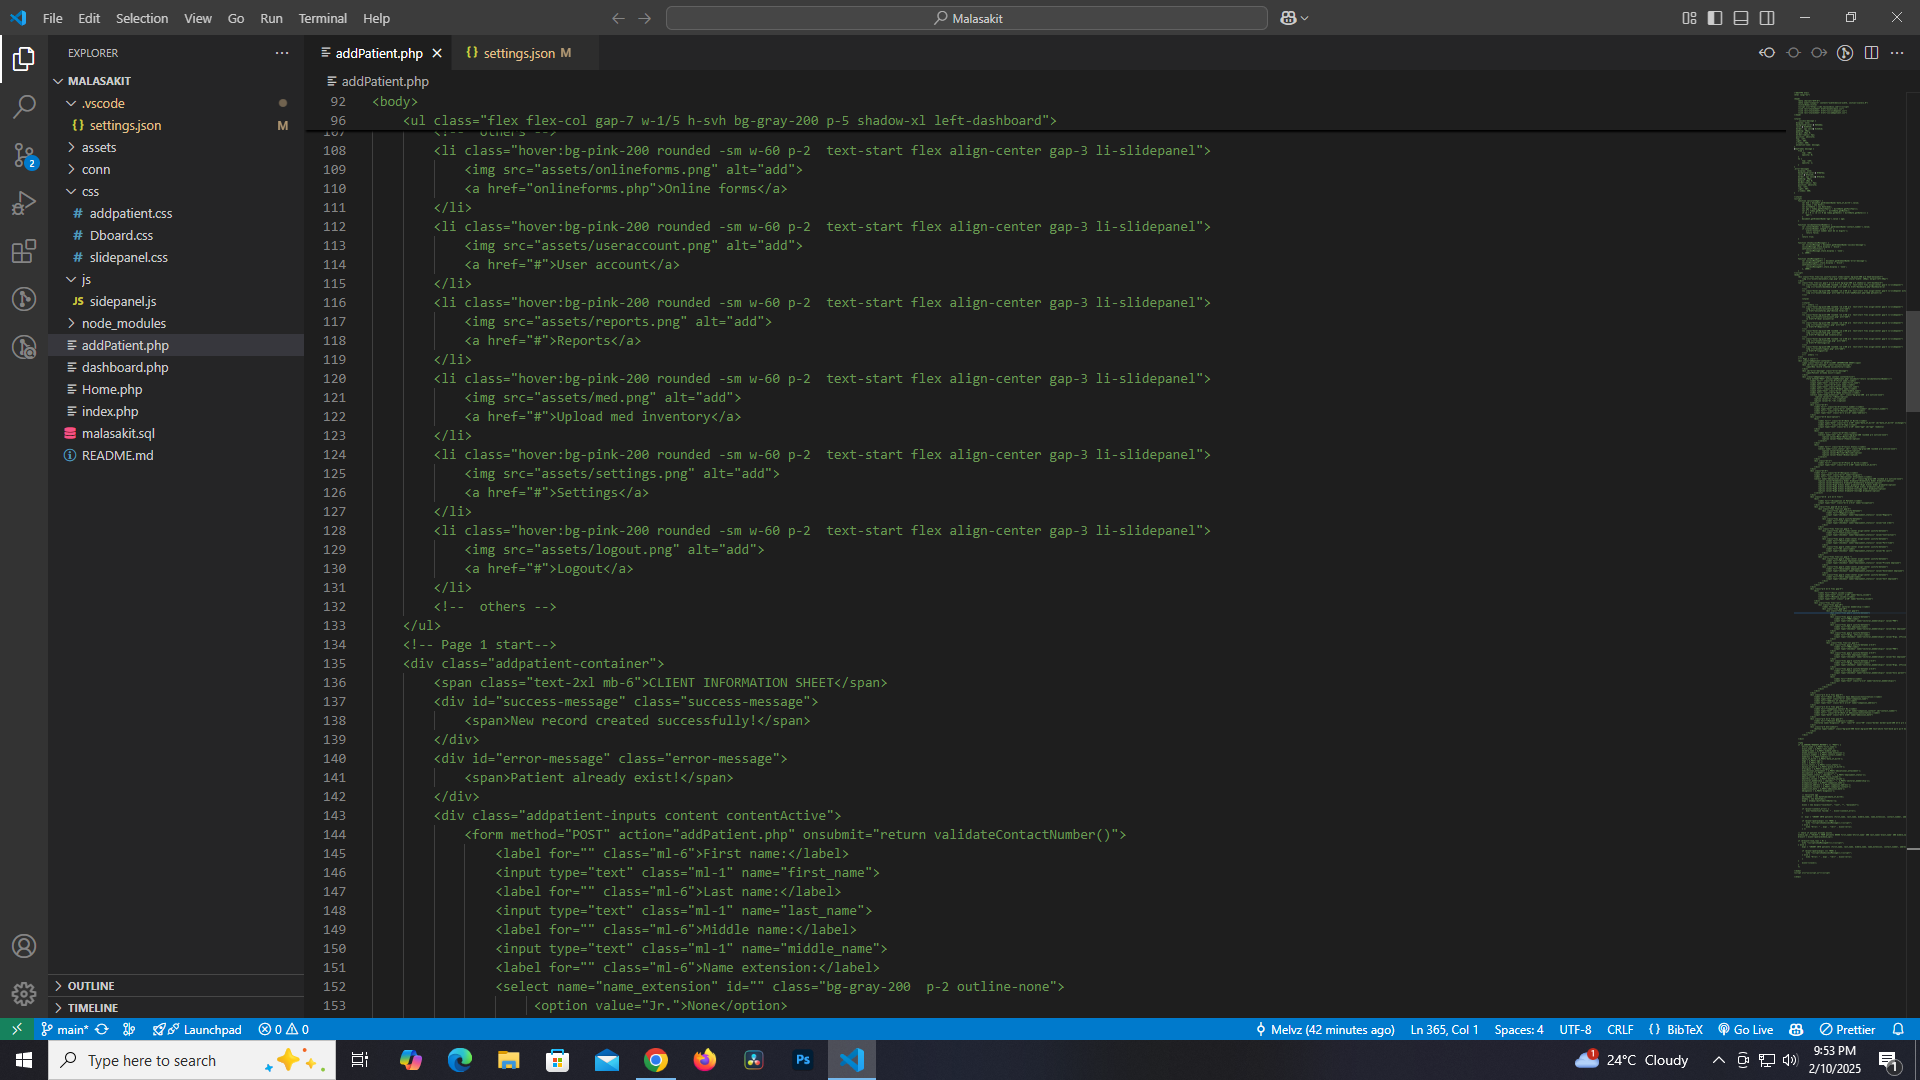 File Edit Selection View Go Run Terminal Help
Malasakit
EXPLORER
MALASAKIT
.vscode
settings.json M
assets
conn
css
addpatient.css
Dboard.css
slidepanel.css
js
JS sidepanel.js
node_modules
addPatient.php
dashboard.php
Home.php
index.php
malasakit.sql
README.md
OUTLINE
TIMELINE
2
addPatient.php
{} settings.json M
addPatient.php
92 <body>
96 <ul class="flex flex-col gap-7 w-1/5 h-svh bg-gray-200 p-5 shadow-xl left-dashboard">
107 <!-- others -->
108 <li class="hover:bg-pink-200 rounded -sm w-60 p-2  text-start flex align-center gap-3 li-slidepanel">
109 <img src="assets/onlineforms.png" alt="add">
110 <a href="onlineforms.php">Online forms</a>
111 </li>
112 <li class="hover:bg-pink-200 rounded -sm w-60 p-2  text-start flex align-center gap-3 li-slidepanel">
113 <img src="assets/useraccount.png" alt="add">
114 <a href="#">User account</a>
115 </li>
116 <li class="hover:bg-pink-200 rounded -sm w-60 p-2  text-start flex align-center gap-3 li-slidepanel">
117 <img src="assets/reports.png" alt="add">
118 <a href="#">Reports</a>
119 </li>
120 <li class="hover:bg-pink-200 rounded -sm w-60 p-2  text-start flex align-center gap-3 li-slidepanel">
121 <img src="assets/med.png" alt="add">
122 <a href="#">Upload med inventory</a>
123 </li>
124 <li class="hover:bg-pink-200 rounded -sm w-60 p-2  text-start flex align-center gap-3 li-slidepanel">
125 <img src="assets/settings.png" alt="add">
126 <a href="#">Settings</a>
127 </li>
128 <li class="hover:bg-pink-200 rounded -sm w-60 p-2  text-start flex align-center gap-3 li-slidepanel">
129 <img src="assets/logout.png" alt="add">
130 <a href="#">Logout</a>
131 </li>
132 <!--  others -->
133 </ul>
134 <!-- Page 1 start-->
135 <div class="addpatient-container">
136 <span class="text-2xl mb-6">CLIENT INFORMATION SHEET</span>
137 <div id="success-message" class="success-message">
138 <span>New record created successfully!</span>
139 </div>
140 <div id="error-message" class="error-message">
141 <span>Patient already exist!</span>
142 </div>
143 <div class="addpatient-inputs content contentActive">
144 <form method="POST" action="addPatient.php" onsubmit="return validateContactNumber()">
145 <label for="" class="ml-6">First name:</label>
146 <input type="text" class="ml-1" name="first_name">
147 <label for="" class="ml-6">Last name:</label>
148 <input type="text" class="ml-1" name="last_name">
149 <label for="" class="ml-6">Middle name:</label>
150 <input type="text" class="ml-1" name="middle_name">
151 <label for="" class="ml-6">Name extension:</label>
152 <select name="name_extension" id="" class="bg-gray-200  p-2 outline-none">
153 <option value="Jr.">None</option>
main* Launchpad 0 0 Melvz (42 minutes ago) Ln 365, Col 1 Spaces: 4 UTF-8 CRLF {} BibTeX Go Live Prettier
Type here to search
Ps
1 24°C Cloudy
9:53 PM
2/10/2025
1